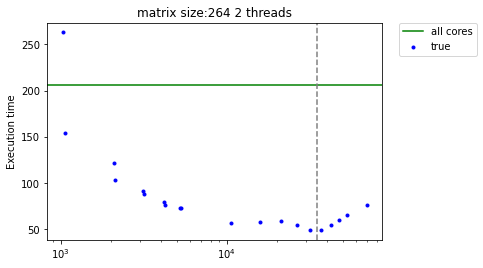 matrix size:264 2 threads
all cores
true
Execution time
250
200
150
100
50
10³
10⁴